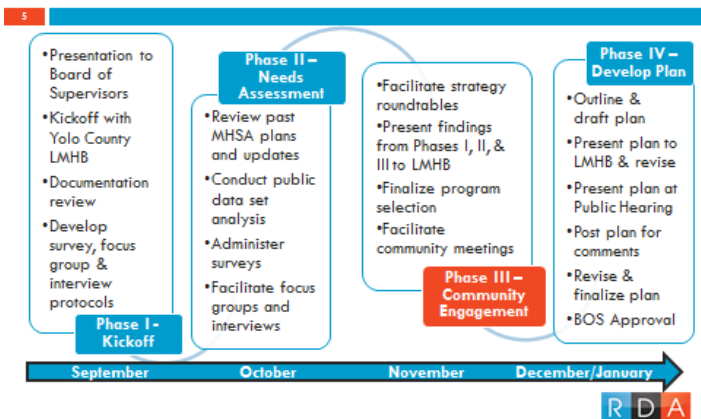 5
•Presentation to
Board of
Supervisors
•Kickoff with
Yolo County
LMHB
•Documentation
review
•Develop
survey, focus
group &
interview
protocols
Phase I-
Kickoff
Phase II–
Needs
Assessment
•Review past
MHSA plans
and updates
•Conduct public
data set
analysis
•Administer
surveys
•Facilitate focus
groups and
interviews
•Facilitate strategy
roundtables
•Present findings
from Phases I, II, &
III to LMHB
•Finalize program
selection
•Facilitate
community meetings
Phase III–
Community
Engagement
Phase IV–
Develop Plan
•Outline &
draft plan
•Present plan to
LMHB & revise
•Present plan at
Public Hearing
•Post plan for
comments
•Revise &
finalize plan
•BOS Approval
September October November December/January
R D A